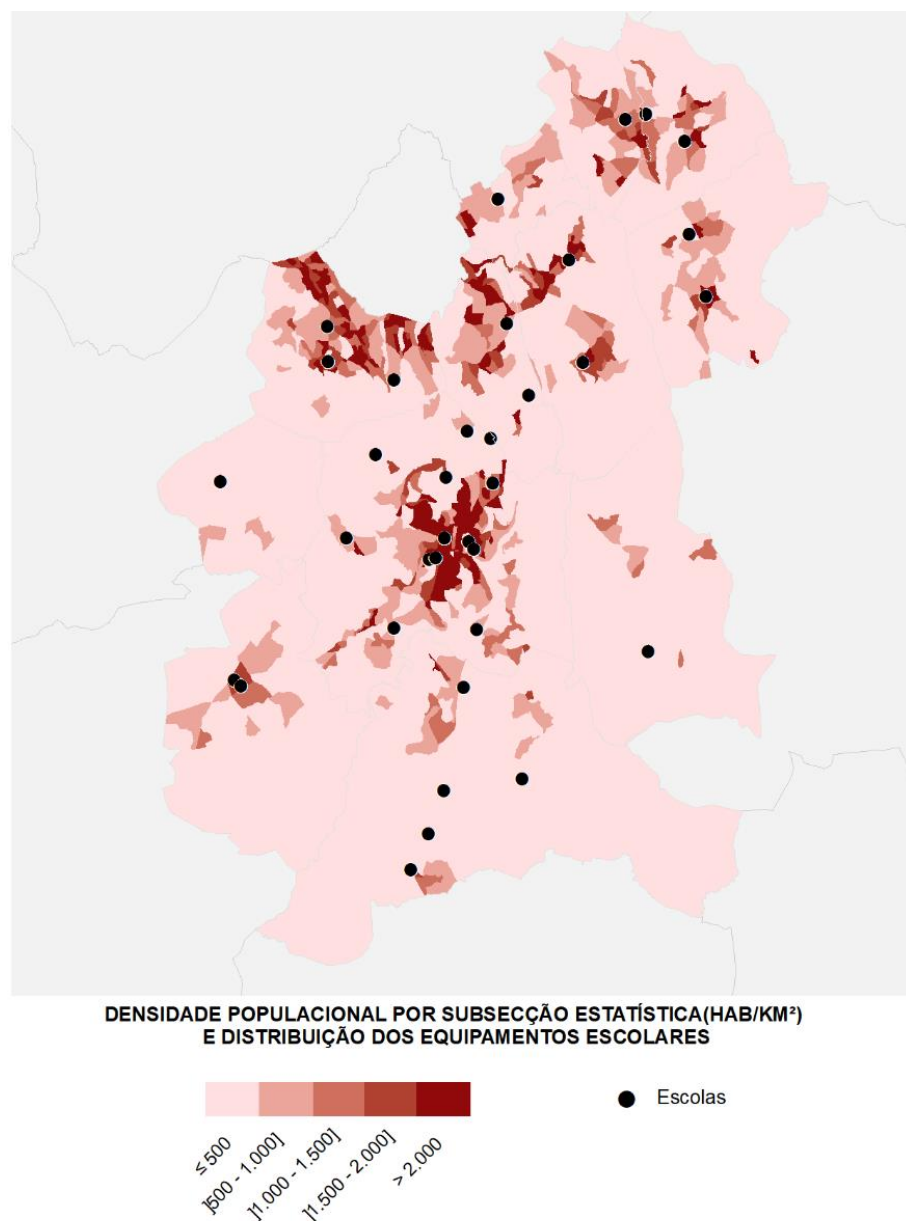 DENSIDADE POPULACIONAL POR SUBSECÇÃO ESTATÍSTICA(HAB/KM²)
E DISTRIBUIÇÃO DOS EQUIPAMENTOS ESCOLARES
Escolas
≤ 500
]500 - 1.000]
]1.000 - 1.500]
]1.500 - 2.000]
> 2.000